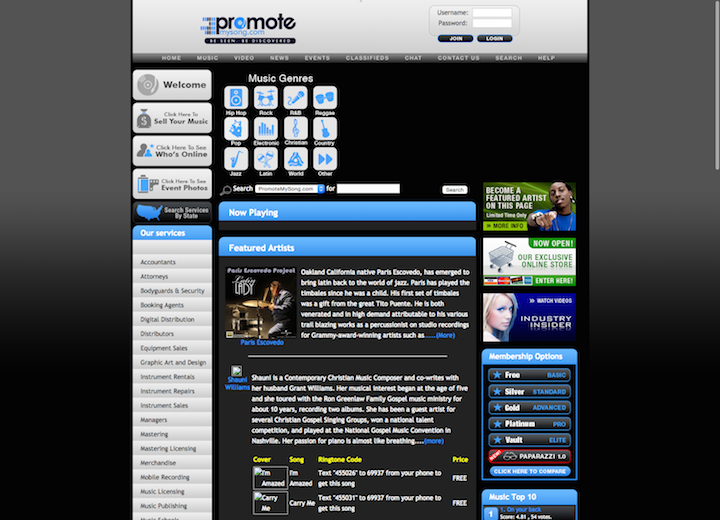 promote
mysong.com
BE SEEN. BE DISCOVERED
Username:
Password:
JOIN LOGIN
HOME MUSIC VIDEO NEWS EVENTS CLASSIFIEDS CHAT CONTACT US SEARCH HELP
Welcome
Click Here To
Sell Your Music
Click Here To See
Who's Online
Click Here To See
Event Photos
Search Services
By State
Our services
Accountants
Attorneys
Bodyguards & Security
Booking Agents
Digital Distribution
Distributors
Equipment Sales
Graphic Art and Design
Instrument Rentals
Instrument Repairs
Instrument Sales
Managers
Mastering
Mastering Licensing
Merchandise
Mobile Recording
Music Licensing
Music Publishing
Music Schools
Music Genres
Hip Hop Rock R&B Reggae
Pop Electronic Christian Country
Jazz Latin World Other
Search PromoteMySong.com for Search
Now Playing
Featured Artists
Paris Escovedo Project
Latin
LADY
Paris Escovedo
Oakland California native Paris Escovedo, has emerged to
bring latin back to the world of jazz. Paris has played the
timbales since he was a child. His first set of timbales
was a gift from the great Tito Puente. He is both
venerated and in high demand attributable to his various
trail blazing works as a percussionist on studio recordings
for Grammy-award-winning artists such as .....(More)
Shauni
Williams
Shauni is a Contemporary Christian Music Composer and co-writes with
her husband Grant Williams. Her musical interest began at the age of five
and she toured with the Ron Greenlaw Family Gospel music ministry for
about 10 years, recording two albums. She has been a guest artist for
several Christian Gospel Singing Groups, won a national talent
competition, and played at the National Gospel Music Convention in
Nashville. Her passion for piano is almost like breathing.....(more)
Cover Song Ringtone Code Price
I'm
Amazed
I'm
Amazed
Text "455026" to 69937 from your phone to
get this song
FREE
Carry
Me
Carry Me
Text "455031" to 69937 from your phone to
get this song
FREE
BECOME A
FEATURED ARTIST
ON THIS PAGE
Limited Time Only
>> MORE INFO
NOW OPEN!
OUR EXCLUSIVE
ONLINE STORE
ENTER HERE!
>> WATCH VIDEOS
INDUSTRY
INSIDER
Membership Options
Free BASIC
Silver STANDARD
Gold ADVANCED
Platinum PRO
Vault ELITE
NEW! PAPARAZZI 1.0
CLICK HERE TO COMPARE
Music Top 10
1
1. On your back
Score: 4.81 , 54 votes.